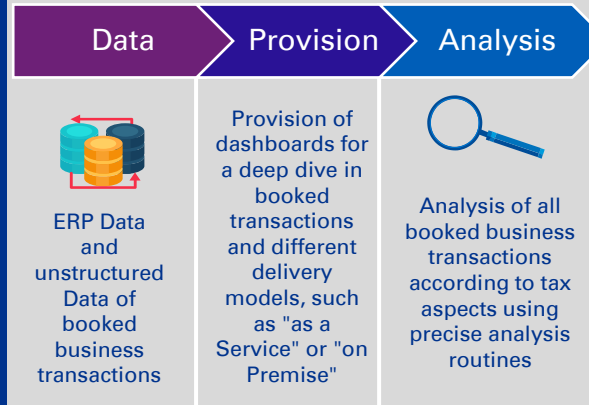 Data
Provision
Analysis
ERP Data
and
unstructured
Data of
booked
business
transactions
Provision of
dashboards for
a deep dive in
booked
transactions
and different
delivery
models, such
as "as a
Service" or "on
Premise"
Analysis of all
booked business
transactions
according to tax
aspects using
precise analysis
routines